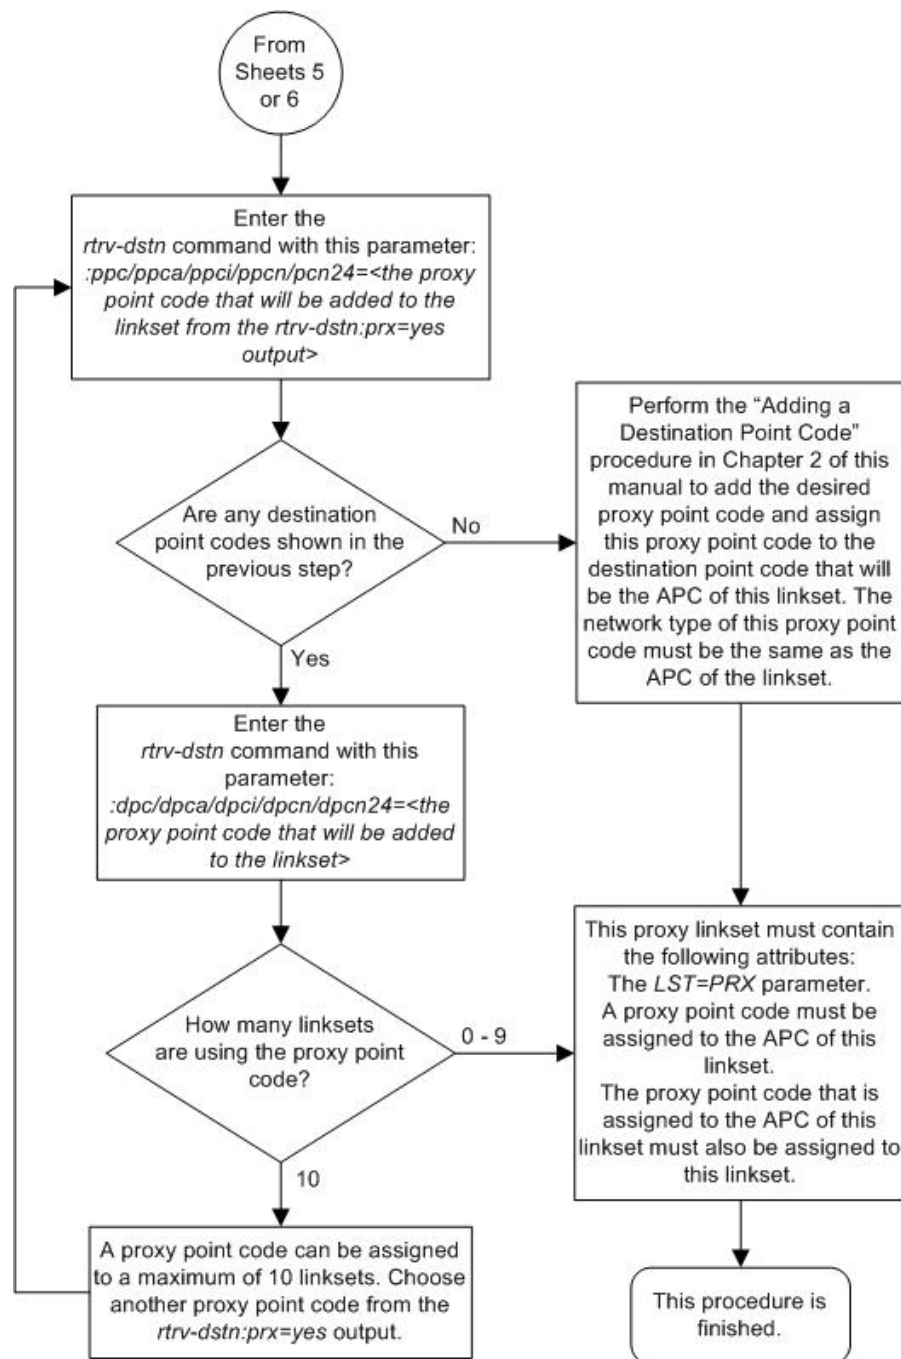 From
Sheets 5
or 6
Enter the
rtrv-dstn command with this parameter:
:ppc/ppca/ppci/ppcn/pcn24=<the proxy
point code that will be added to the
linkset from the rtrv-dstn:prx=yes
output>
Are any destination
point codes shown in the
previous step?
No
Perform the “Adding a
Destination Point Code”
procedure in Chapter 2 of this
manual to add the desired
proxy point code and assign
this proxy point code to the
destination point code that will
be the APC of this linkset. The
network type of this proxy point
code must be the same as the
APC of the linkset.
Yes
Enter the
rtrv-dstn command with this
parameter:
:dpc/dpca/dpci/dpcn/dpcn24=<the
proxy point code that will be added
to the linkset>
How many linksets
are using the proxy point
code?
0 - 9
This proxy linkset must contain
the following attributes:
The LST=PRX parameter.
A proxy point code must be
assigned to the APC of this
linkset.
The proxy point code that is
assigned to the APC of this
linkset must also be assigned to
this linkset.
10
A proxy point code can be assigned
to a maximum of 10 linksets. Choose
another proxy point code from the
rtrv-dstn:prx=yes output.
This procedure is
finished.